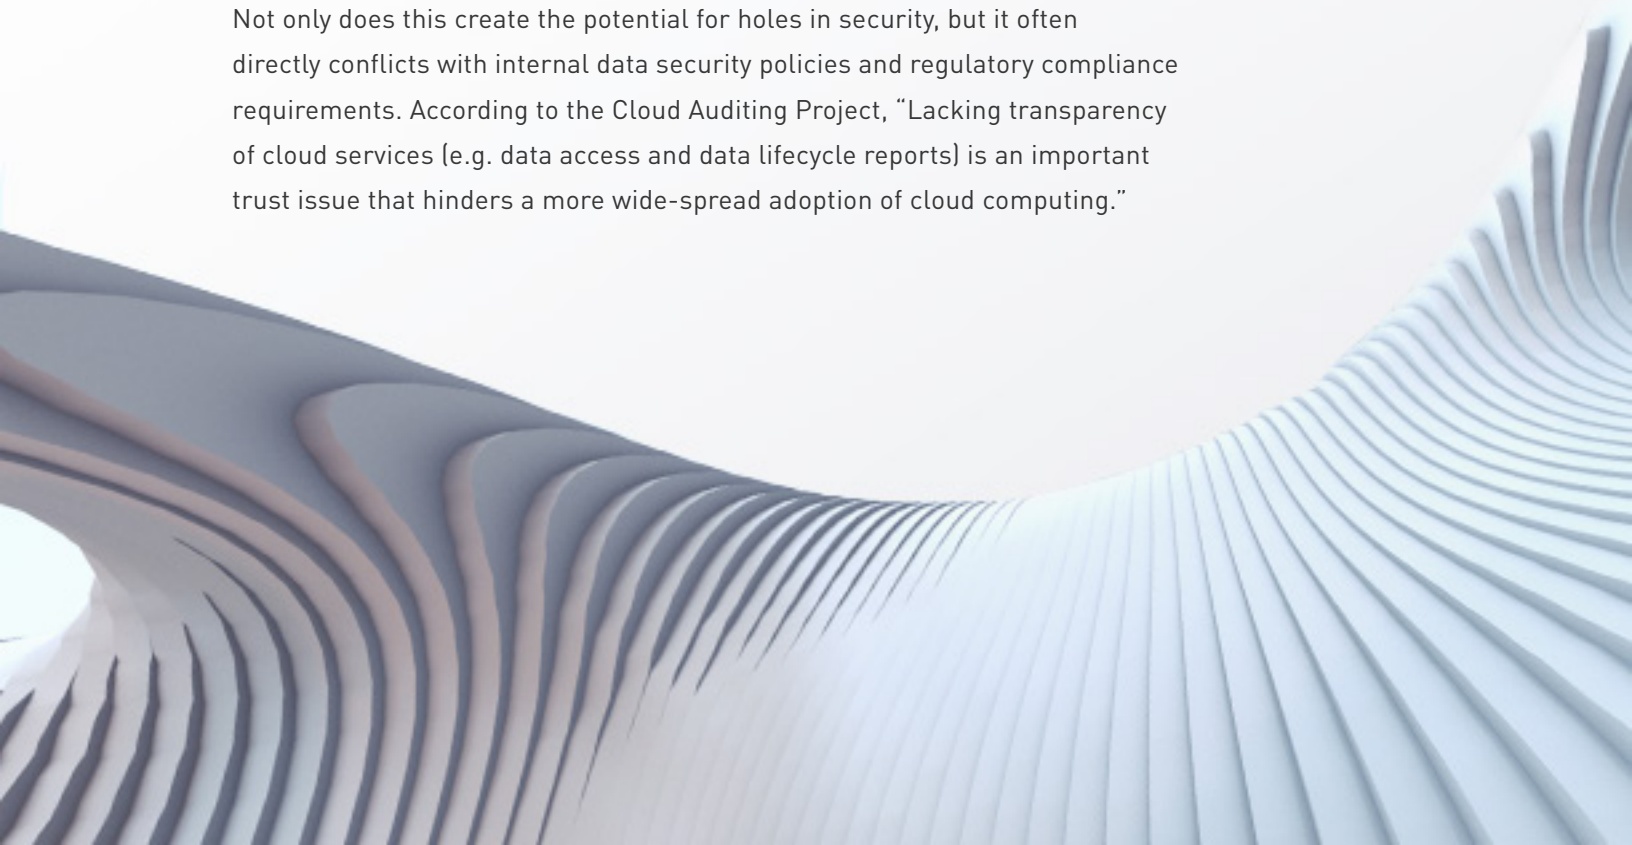 Not only does this create the potential for holes in security, but it often
directly conflicts with internal data security policies and regulatory compliance
requirements. According to the Cloud Auditing Project, “Lacking transparency
of cloud services (e.g. data access and data lifecycle reports) is an important
trust issue that hinders a more wide-spread adoption of cloud computing.”